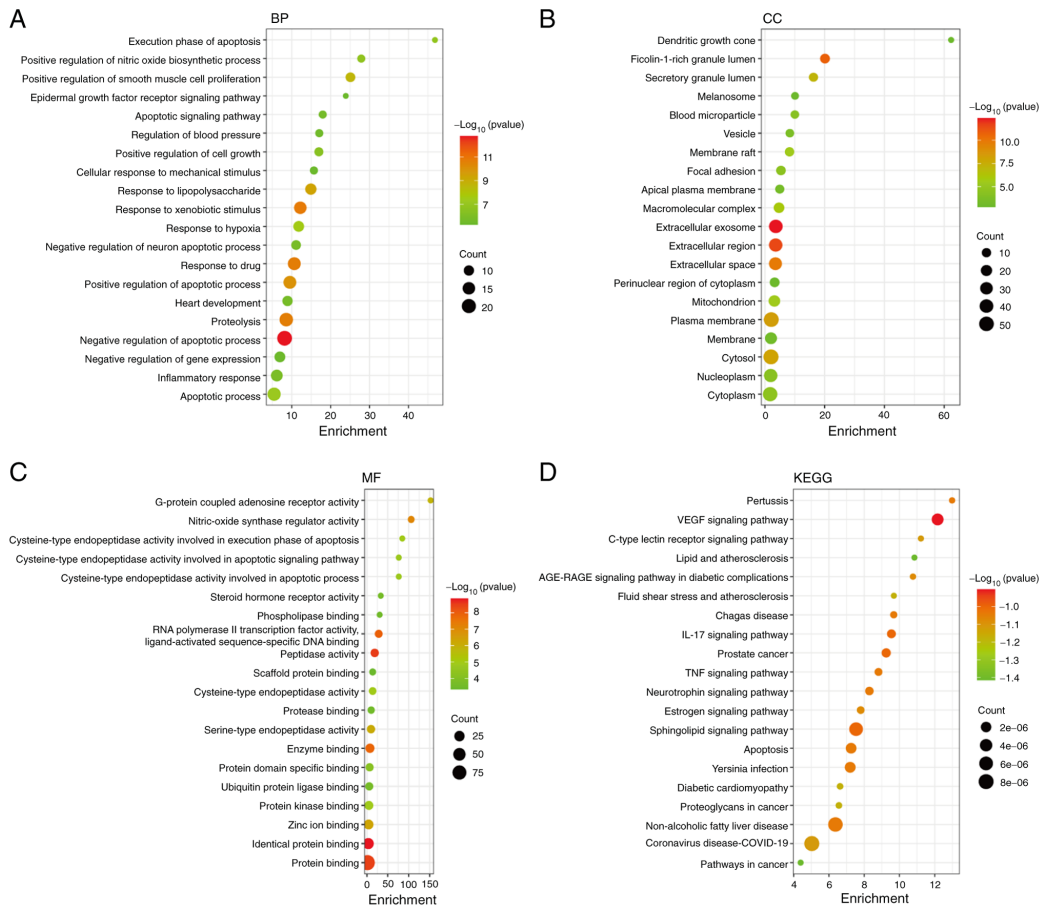 A
BP
Execution phase of apoptosis
Positive regulation of nitric oxide biosynthetic process
Positive regulation of smooth muscle cell proliferation
Epidermal growth factor receptor signaling pathway
Apoptotic signaling pathway
Regulation of blood pressure
Positive regulation of cell growth
Cellular response to mechanical stimulus
Response to lipopolysaccharide
Response to xenobiotic stimulus
Response to hypoxia
Negative regulation of neuron apoptotic process
Response to drug
Positive regulation of apoptotic process
Heart development
Proteolysis
Negative regulation of apoptotic process
Negative regulation of gene expression
Inflammatory response
Apoptotic process
10 20 30 40
Enrichment
−Log10 (pvalue)
11
9
7
Count
10
15
20
B
CC
Dendritic growth cone
Ficolin-1-rich granule lumen
Secretory granule lumen
Melanosome
Blood microparticle
Vesicle
Membrane raft
Focal adhesion
Apical plasma membrane
Macromolecular complex
Extracellular exosome
Extracellular region
Extracellular space
Perinuclear region of cytoplasm
Mitochondrion
Plasma membrane
Membrane
Cytosol
Nucleoplasm
Cytoplasm
0 20 40 60
Enrichment
−Log10 (pvalue)
10.0
7.5
5.0
Count
10
20
30
40
50
C
MF
G-protein coupled adenosine receptor activity
Nitric-oxide synthase regulator activity
Cysteine-type endopeptidase activity involved in execution phase of apoptosis
Cysteine-type endopeptidase activity involved in apoptotic signaling pathway
Cysteine-type endopeptidase activity involved in apoptotic process
Steroid hormone receptor activity
Phospholipase binding
RNA polymerase II transcription factor activity,
ligand-activated sequence-specific DNA binding
Peptidase activity
Scaffold protein binding
Cysteine-type endopeptidase activity
Protease binding
Serine-type endopeptidase activity
Enzyme binding
Protein domain specific binding
Ubiquitin protein ligase binding
Protein kinase binding
Zinc ion binding
Identical protein binding
Protein binding
0 50 100 150
Enrichment
−Log10 (pvalue)
8
7
6
5
4
Count
25
50
75
D
KEGG
Pertussis
VEGF signaling pathway
C-type lectin receptor signaling pathway
Lipid and atherosclerosis
AGE-RAGE signaling pathway in diabetic complications
Fluid shear stress and atherosclerosis
Chagas disease
IL-17 signaling pathway
Prostate cancer
TNF signaling pathway
Neurotrophin signaling pathway
Estrogen signaling pathway
Sphingolipid signaling pathway
Apoptosis
Yersinia infection
Diabetic cardiomyopathy
Proteoglycans in cancer
Non-alcoholic fatty liver disease
Coronavirus disease-COVID-19
Pathways in cancer
4 6 8 10 12
Enrichment
−Log10 (pvalue)
−1.0
−1.1
−1.2
−1.3
−1.4
Count
2e−06
4e−06
6e−06
8e−06